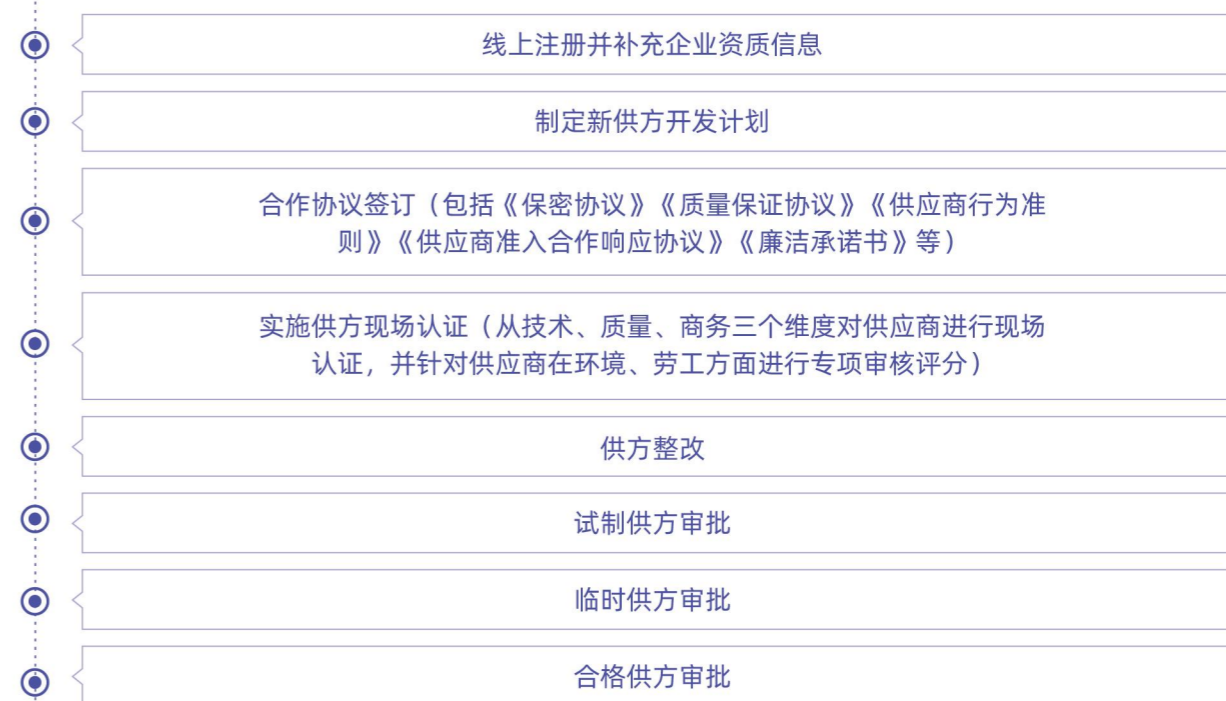 线上注册并补充企业资质信息
制定新供方开发计划
合作协议签订（包括《保密协议》《质量保证协议》《供应商行为准
则》《供应商准入合作响应协议》《廉洁承诺书》等）
实施供方现场认证（从技术、质量、商务三个维度对供应商进行现场
认证，并针对供应商在环境、劳工方面进行专项审核评分）
供方整改
试制供方审批
临时供方审批
合格供方审批